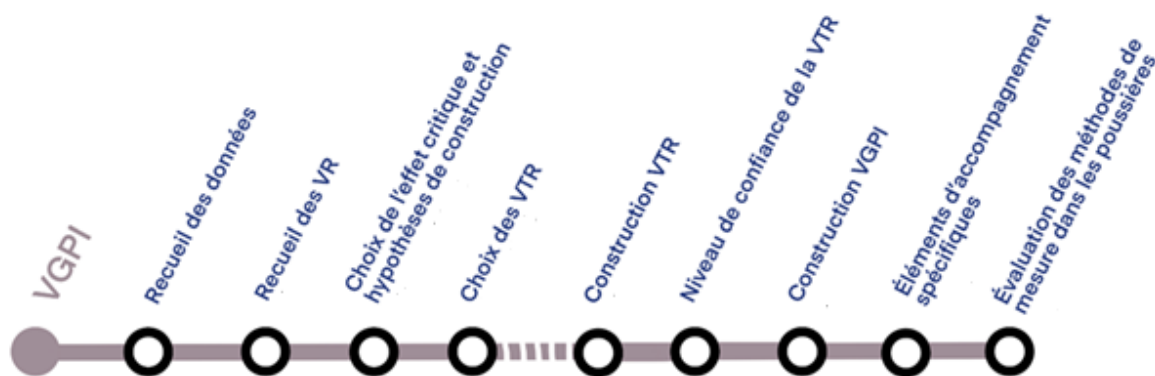 VGPI
Recueil des données
Recueil des VR
Choix de l'effet critique et
hypothèses de construction
Choix des VTR
Construction VTR
Niveau de confiance de la VTR
Construction VGPI
Éléments d'accompagnement
spécifiques
Évaluation des méthodes de
mesure dans les poussières